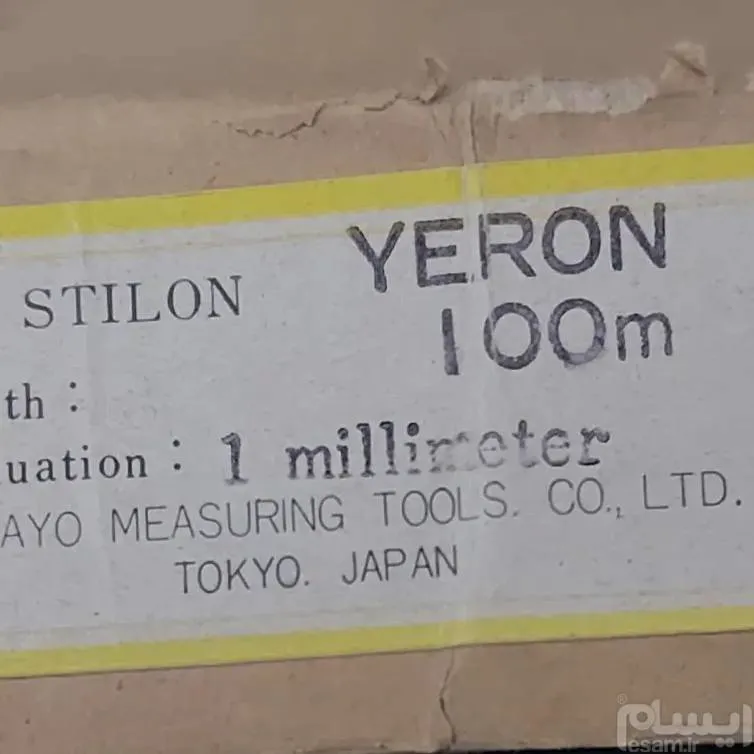 STILON YERON
100m
th :
uation : 1 millimeter
AYO MEASURING TOOLS. CO., LTD.
TOKYO. JAPAN
ایسام®
esam.ir